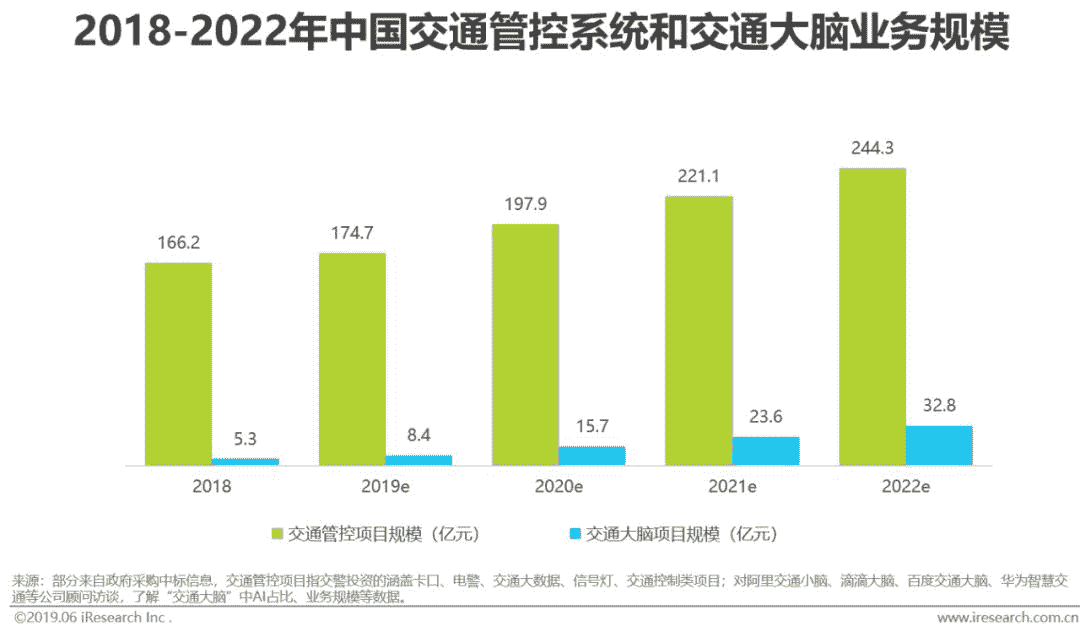 2018-2022年中国交通管控系统和交通大脑业务规模
244.3
221.1
197.9
174.7
166.2
32.8
23.6
15.7
8.4
5.3
2018 2019e 2020e 2021e 2022e
交通管控项目规模（亿元） 交通大脑项目规模（亿元）
来源：部分来自政府采购中标信息，交通管控项目指交警投资的涵盖卡口、电警、交通大数据、信号灯、交通控制类项目；对阿里交通小脑、滴滴大脑、百度交通大脑、华为智慧交
通等公司顾问访谈，了解“交通大脑”中AI占比、业务规模等数据。
©2019.06 iResearch Inc . www.iresearch.com.cn